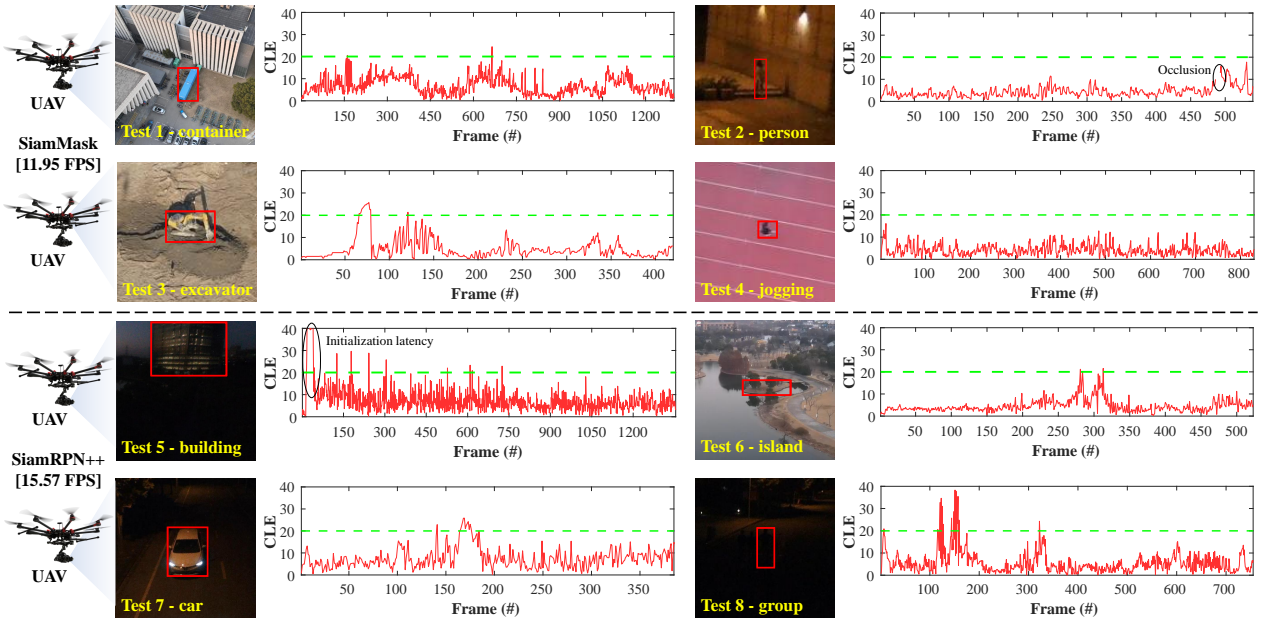 UAV
SiamMask
[11.95 FPS]
UAV
Test 1 - container
CLE
40
30
20
10
0
150 300 450 600 750 900 1050 1200
Frame (#)
Test 2 - person
CLE
40
30
20
10
0
Occlusion
50 100 150 200 250 300 350 400 450 500
Frame (#)
Test 3 - excavator
CLE
40
30
20
10
0
50 100 150 200 250 300 350 400
Frame (#)
Test 4 - jogging
CLE
40
30
20
10
0
100 200 300 400 500 600 700 800
Frame (#)
UAV
SiamRPN++
[15.57 FPS]
UAV
Test 5 - building
CLE
40
30
20
10
0
Initialization latency
150 300 450 600 750 900 1050 1200
Frame (#)
Test 6 - island
CLE
40
30
20
10
0
50 100 150 200 250 300 350 400 450 500
Frame (#)
Test 7 - car
CLE
40
30
20
10
0
50 100 150 200 250 300 350
Frame (#)
Test 8 - group
CLE
40
30
20
10
0
100 200 300 400 500 600 700
Frame (#)